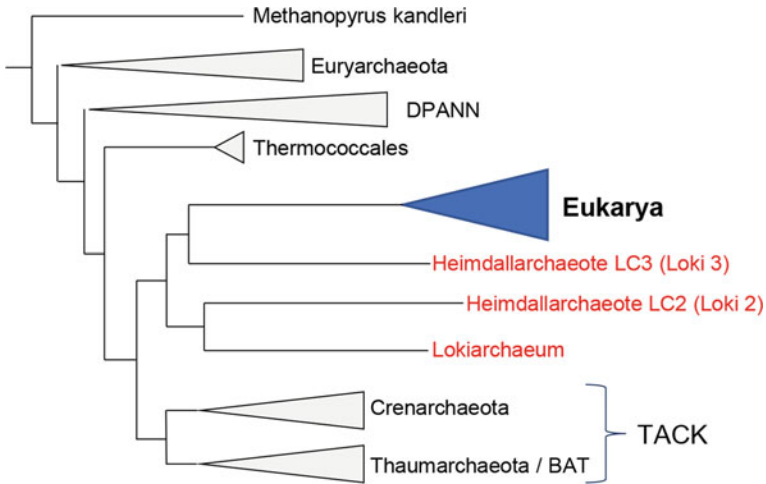 Methanopyrus kandleri
Euryarchaeota
DPANN
Thermococcales
Eukarya
Heimdallarchaeote LC3 (Loki 3)
Heimdallarchaeote LC2 (Loki 2)
Lokiarchaeum
Crenarchaeota
TACK
Thaumarchaeota / BAT